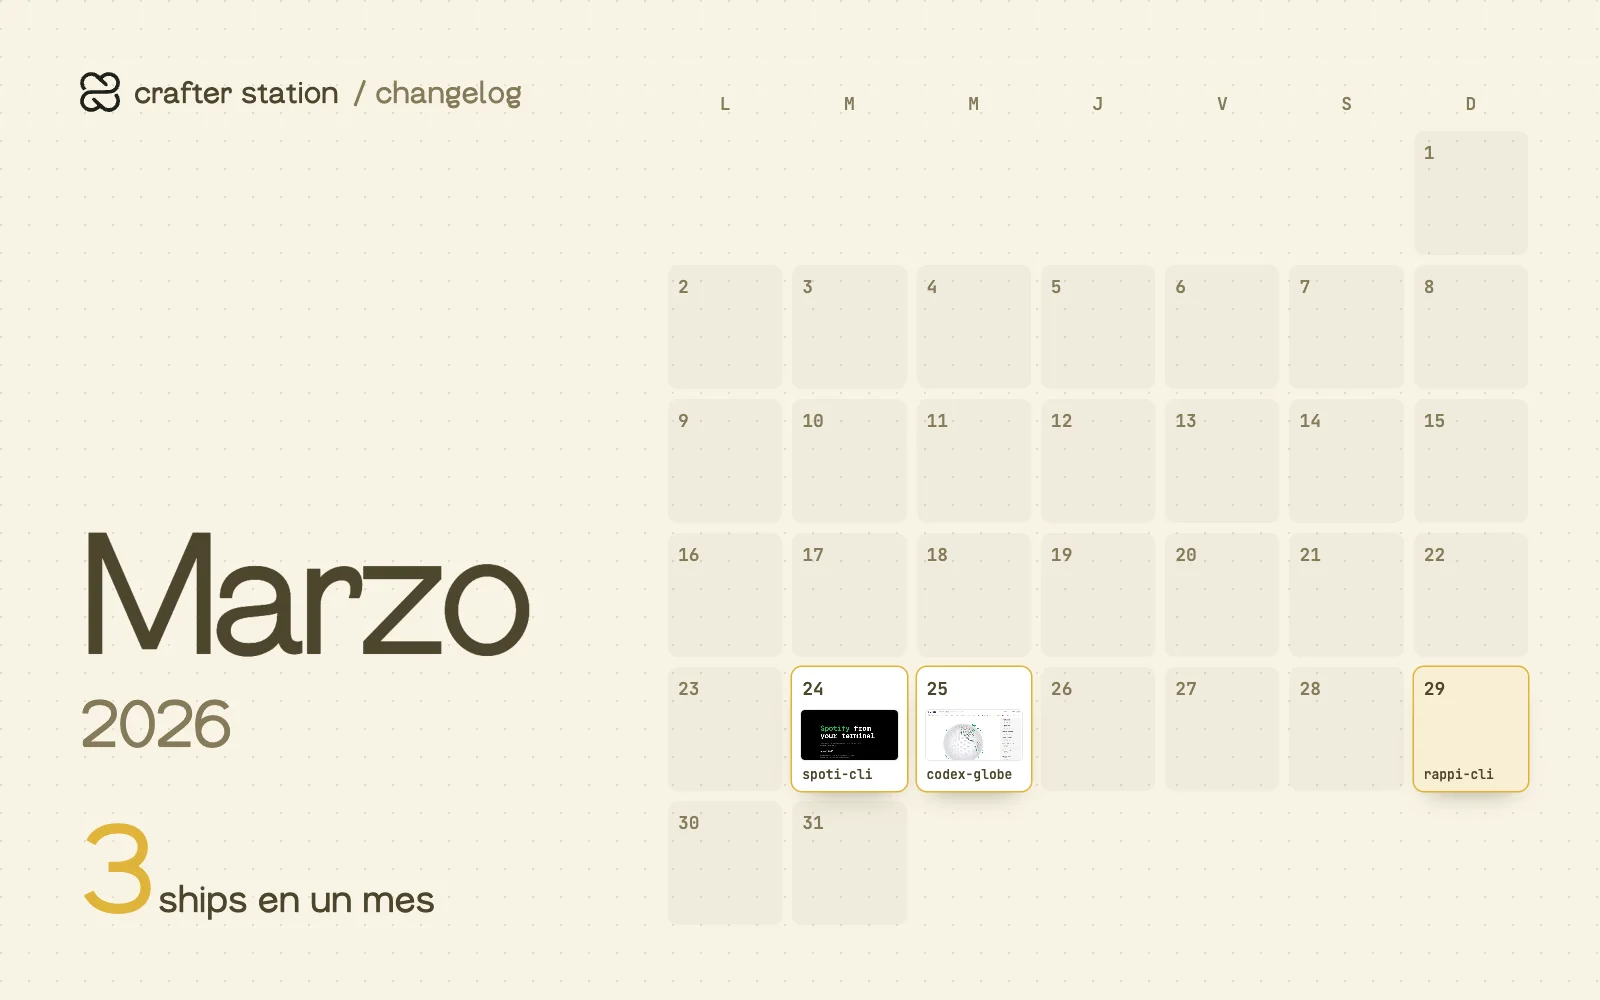 crafter station / changelog
L M M J V S D
1
2 3 4 5 6 7 8
9 10 11 12 13 14 15
16 17 18 19 20 21 22
Marzo
2026
23 24 25 26 27 28 29
Spotify from
your terminal
spoti-cli codex-globe rappi-cli
30 31
3 ships en un mes